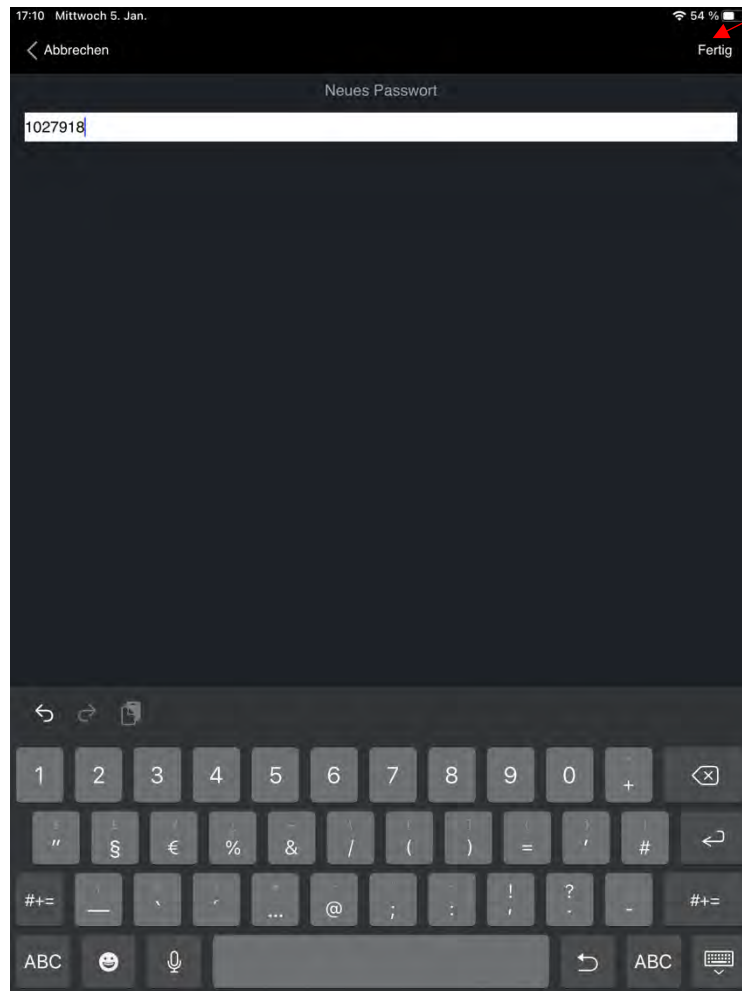 17:10 Mittwoch 5. Jan. 54 %
Abbrechen Fertig
Neues Passwort
1027918
1 2 3 4 5 6 7 8 9 0 +
" § € % & / ( ) = ' #
#+= — ` ... @ ; : ! , ? . - #+=
ABC ABC